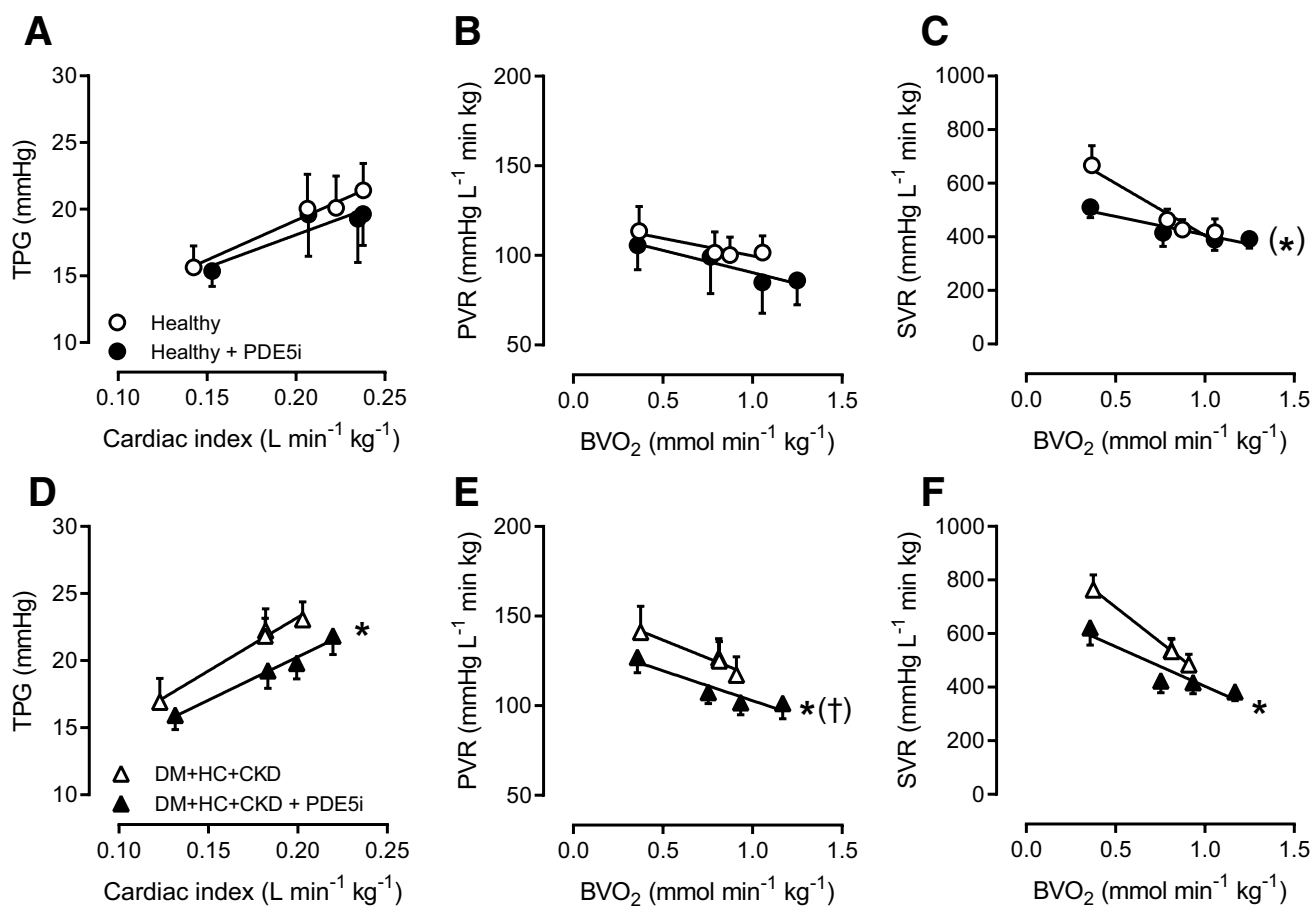 A
B
C
TPG (mmHg)
30
25
20
15
10
Healthy
Healthy + PDE5i
0.10 0.15 0.20 0.25
Cardiac index (L min⁻¹ kg⁻¹)
PVR (mmHg L⁻¹ min kg)
200
150
100
50
0.0 0.5 1.0 1.5
BVO₂ (mmol min⁻¹ kg⁻¹)
SVR (mmHg L⁻¹ min kg)
1000
800
600
400
200
0
(*)
0.0 0.5 1.0 1.5
BVO₂ (mmol min⁻¹ kg⁻¹)
D
E
F
TPG (mmHg)
30
25
20
15
10
*
DM+HC+CKD
DM+HC+CKD + PDE5i
0.10 0.15 0.20 0.25
Cardiac index (L min⁻¹ kg⁻¹)
PVR (mmHg L⁻¹ min kg)
200
150
100
50
*(†)
0.0 0.5 1.0 1.5
BVO₂ (mmol min⁻¹ kg⁻¹)
SVR (mmHg L⁻¹ min kg)
1000
800
600
400
200
0
*
0.0 0.5 1.0 1.5
BVO₂ (mmol min⁻¹ kg⁻¹)